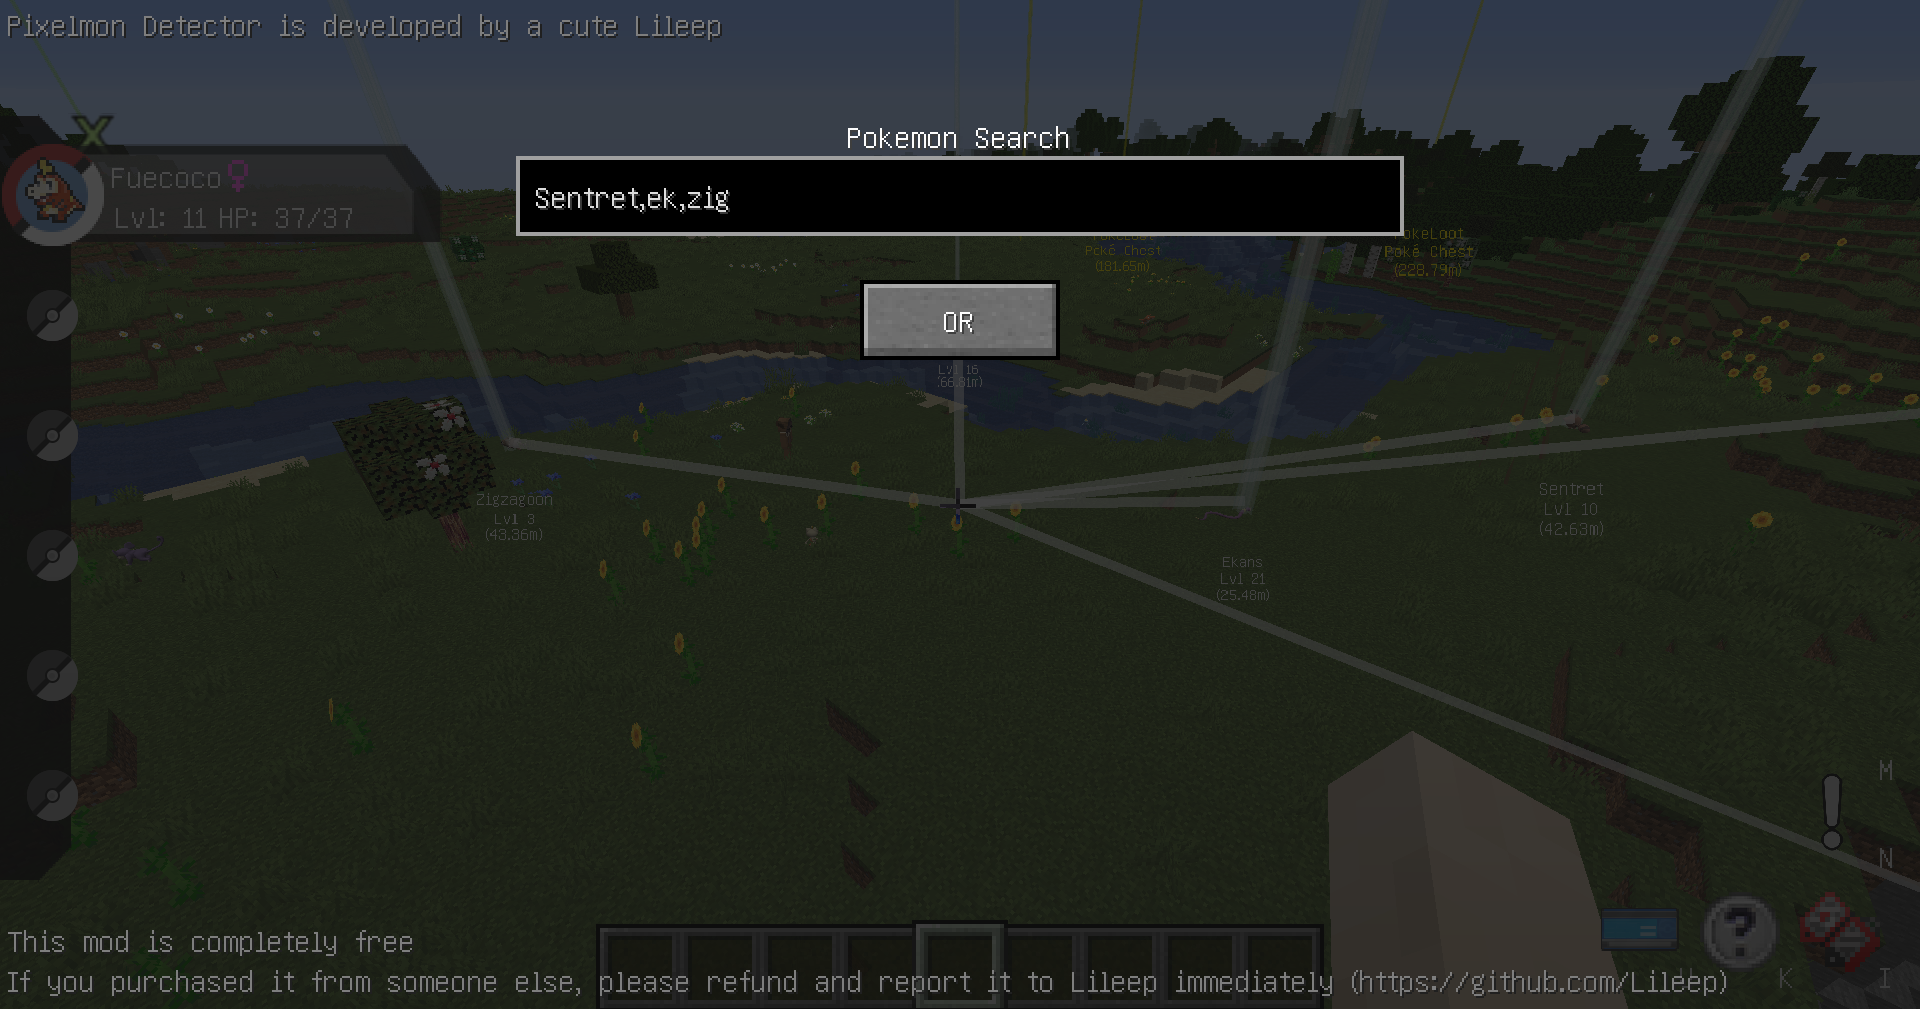 Pixelmon Detector is developed by a cute Lileep
Pokemon Search
Sentret,ek,zig
Fuecoco
Lvl: 11 HP: 37/37
PokeLoot
Poké Chest
(181.65m)
PokeLoot
Poké Chest
(228.79m)
OR
Lvl 16
(66.81m)
Zigzagoon
Lvl 3
(43.36m)
Sentret
Lvl 10
(42.63m)
Ekans
Lvl 21
(25.48m)
M
N
This mod is completely free
If you purchased it from someone else, please refund and report it to Lileep immediately (https://github.com/Lileep)
K
I